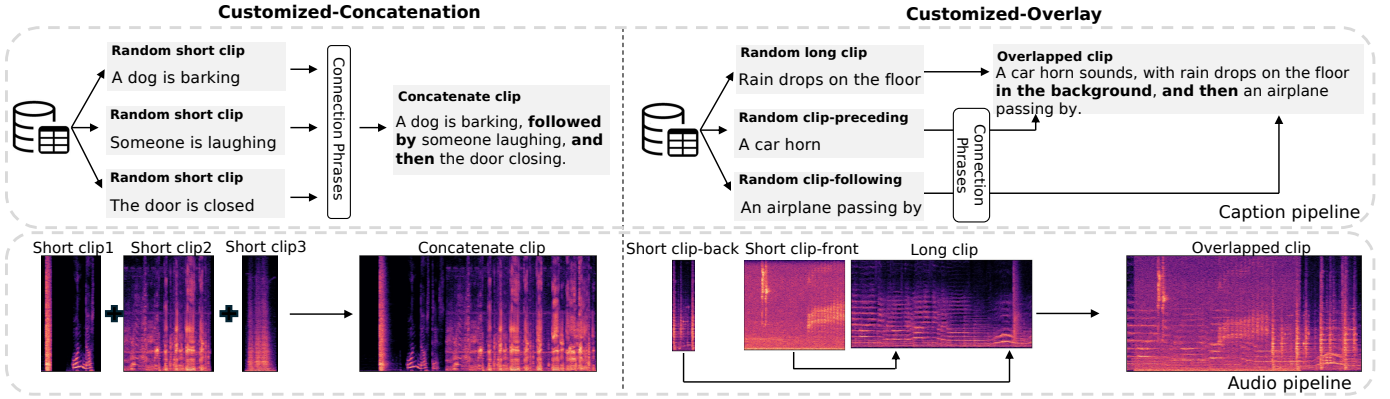 Customized-Concatenation
Random short clip
A dog is barking
Random short clip
Someone is laughing
Random short clip
The door is closed
Connection Phrases
Concatenate clip
A dog is barking, followed
by someone laughing, and
then the door closing.
Customized-Overlay
Random long clip
Rain drops on the floor
Random clip-preceding
A car horn
Random clip-following
An airplane passing by
Connection
Phrases
Overlapped clip
A car horn sounds, with rain drops on the floor
in the background, and then an airplane
passing by.
Caption pipeline
Short clip1
Short clip2
Short clip3
Concatenate clip
Short clip-back
Short clip-front
Long clip
Overlapped clip
Audio pipeline